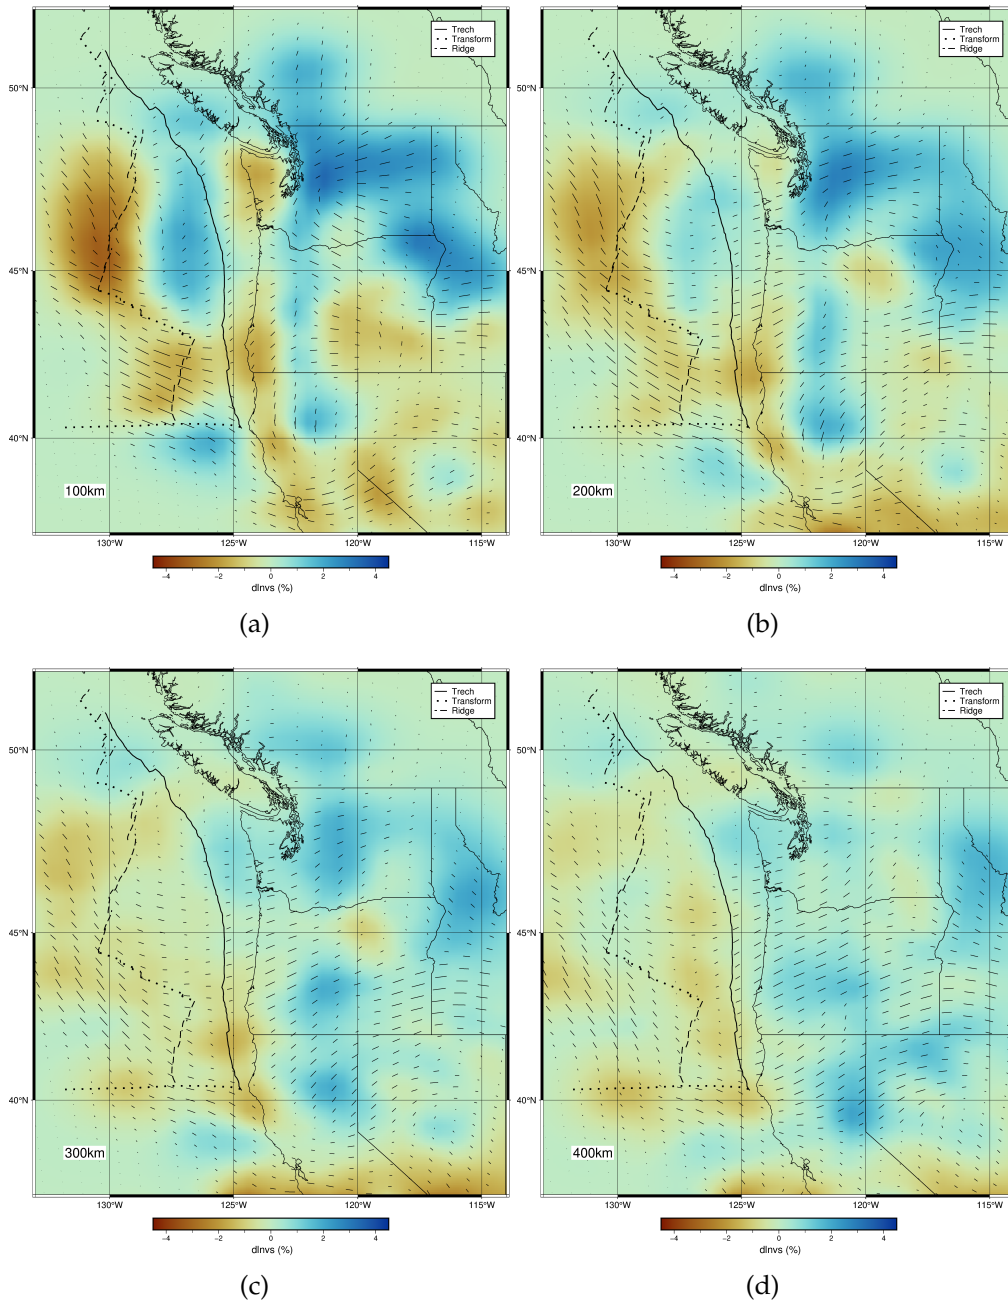 Trech
Transform
Ridge
50°N
45°N
40°N
100km
130°W
125°W
120°W
115°W
−4
−2
0
2
4
dlnvs (%)
(a)
Trech
Transform
Ridge
50°N
45°N
40°N
200km
130°W
125°W
120°W
115°W
−4
−2
0
2
4
dlnvs (%)
(b)
Trech
Transform
Ridge
50°N
45°N
40°N
300km
130°W
125°W
120°W
115°W
−4
−2
0
2
4
dlnvs (%)
(c)
Trech
Transform
Ridge
50°N
45°N
40°N
400km
130°W
125°W
120°W
115°W
−4
−2
0
2
4
dlnvs (%)
(d)